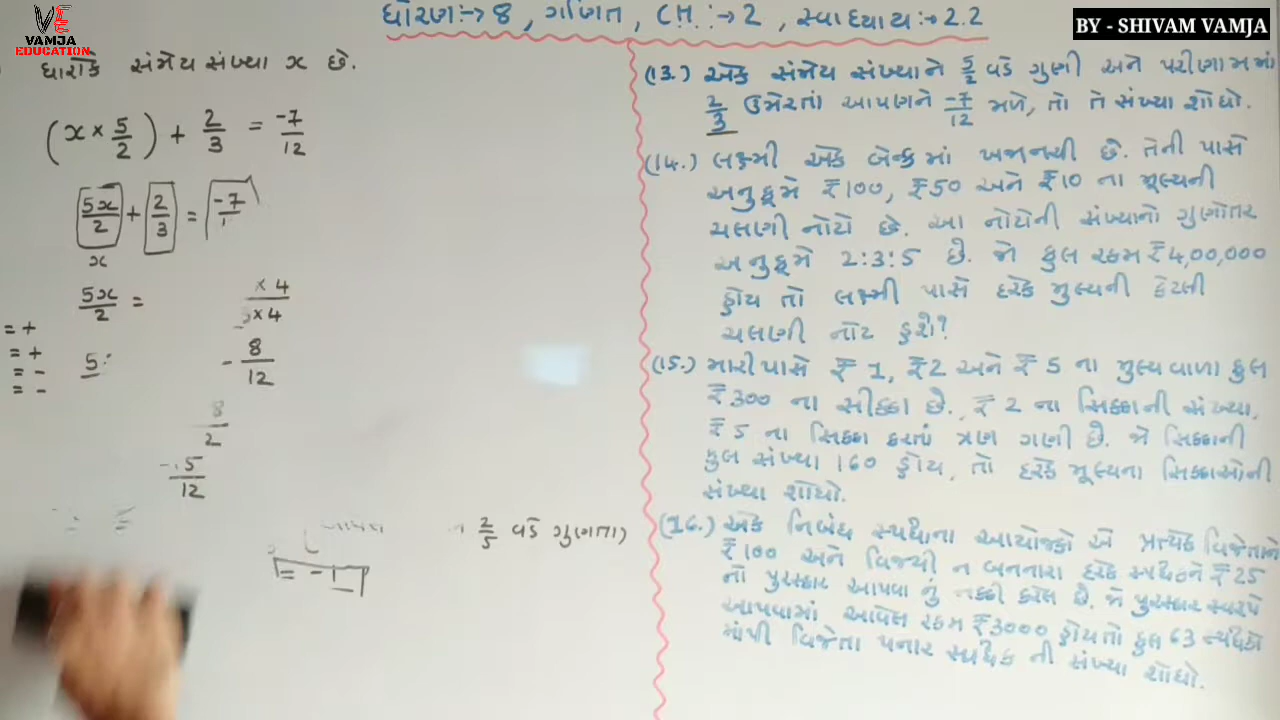 VE
VAMJA
EDUCATION
ધોરણ:→ 8 , ગણિત , CH.:→ 2 , સ્વાધ્યાય:→ 2.2
BY - SHIVAM VAMJA
ધારોકે સંમેય સંખ્યા x છે.
(x × 5/2) + 2/3 = -7/12
5x/2 + 2/3 = -7/1
x
5x/2 =
× 4
× 4
= +
= +
= -
= -
5
- 8/12
8
2
-15/12
2/5 વડે ગુણતા)
= -1
(13.) એક સંમેય સંખ્યાને 5/2 વડે ગુણી અને પરીણામમાં
2/3 ઉમેરતાં આપણને -7/12 મળે, તો તે સંખ્યા શોધો.
(14.) લક્ષ્મી એક બેન્કમાં ખજાનચી છે. તેની પાસે
અનુક્રમે ₹100, ₹50 અને ₹10 ના મૂલ્યની
ચલણી નોટો છે. આ નોટોની સંખ્યાનો ગુણોતર
અનુક્રમે 2:3:5 છે. જો કુલ રકમ ₹4,00,000
હોય તો લક્ષ્મી પાસે દરેક મુલ્યની કેટલી
ચલણી નોટ હશે?
(15.) મારી પાસે ₹1, ₹2 અને ₹5 ના મુલ્ય વાળા કુલ
₹300 ના સીક્કા છે. ₹2 ના સિક્કાની સંખ્યા,
₹5 ના સિક્કા કરતાં ત્રણ ગણી છે. જો સિક્કાની
કુલ સંખ્યા 160 હોય, તો દરેક મૂલ્યના સિક્કાઓની
સંખ્યા શોધો.
(16.) એક નિબંધ સ્પર્ધાના આયોજકો એ પ્રત્યેક વિજેતાને
₹100 અને વિજયી ન બનનારા દરેક સ્પર્ધકને ₹25
નો પુરસ્કાર આપવા નું નક્કી કરેલ છે. જો પુરસ્કાર સ્વરૂપે
આપવામાં આવેલ રકમ ₹3000 હોય તો કુલ 63 સ્પર્ધકો
માંથી વિજેતા બનાર સ્પર્ધક ની સંખ્યા શોધો.